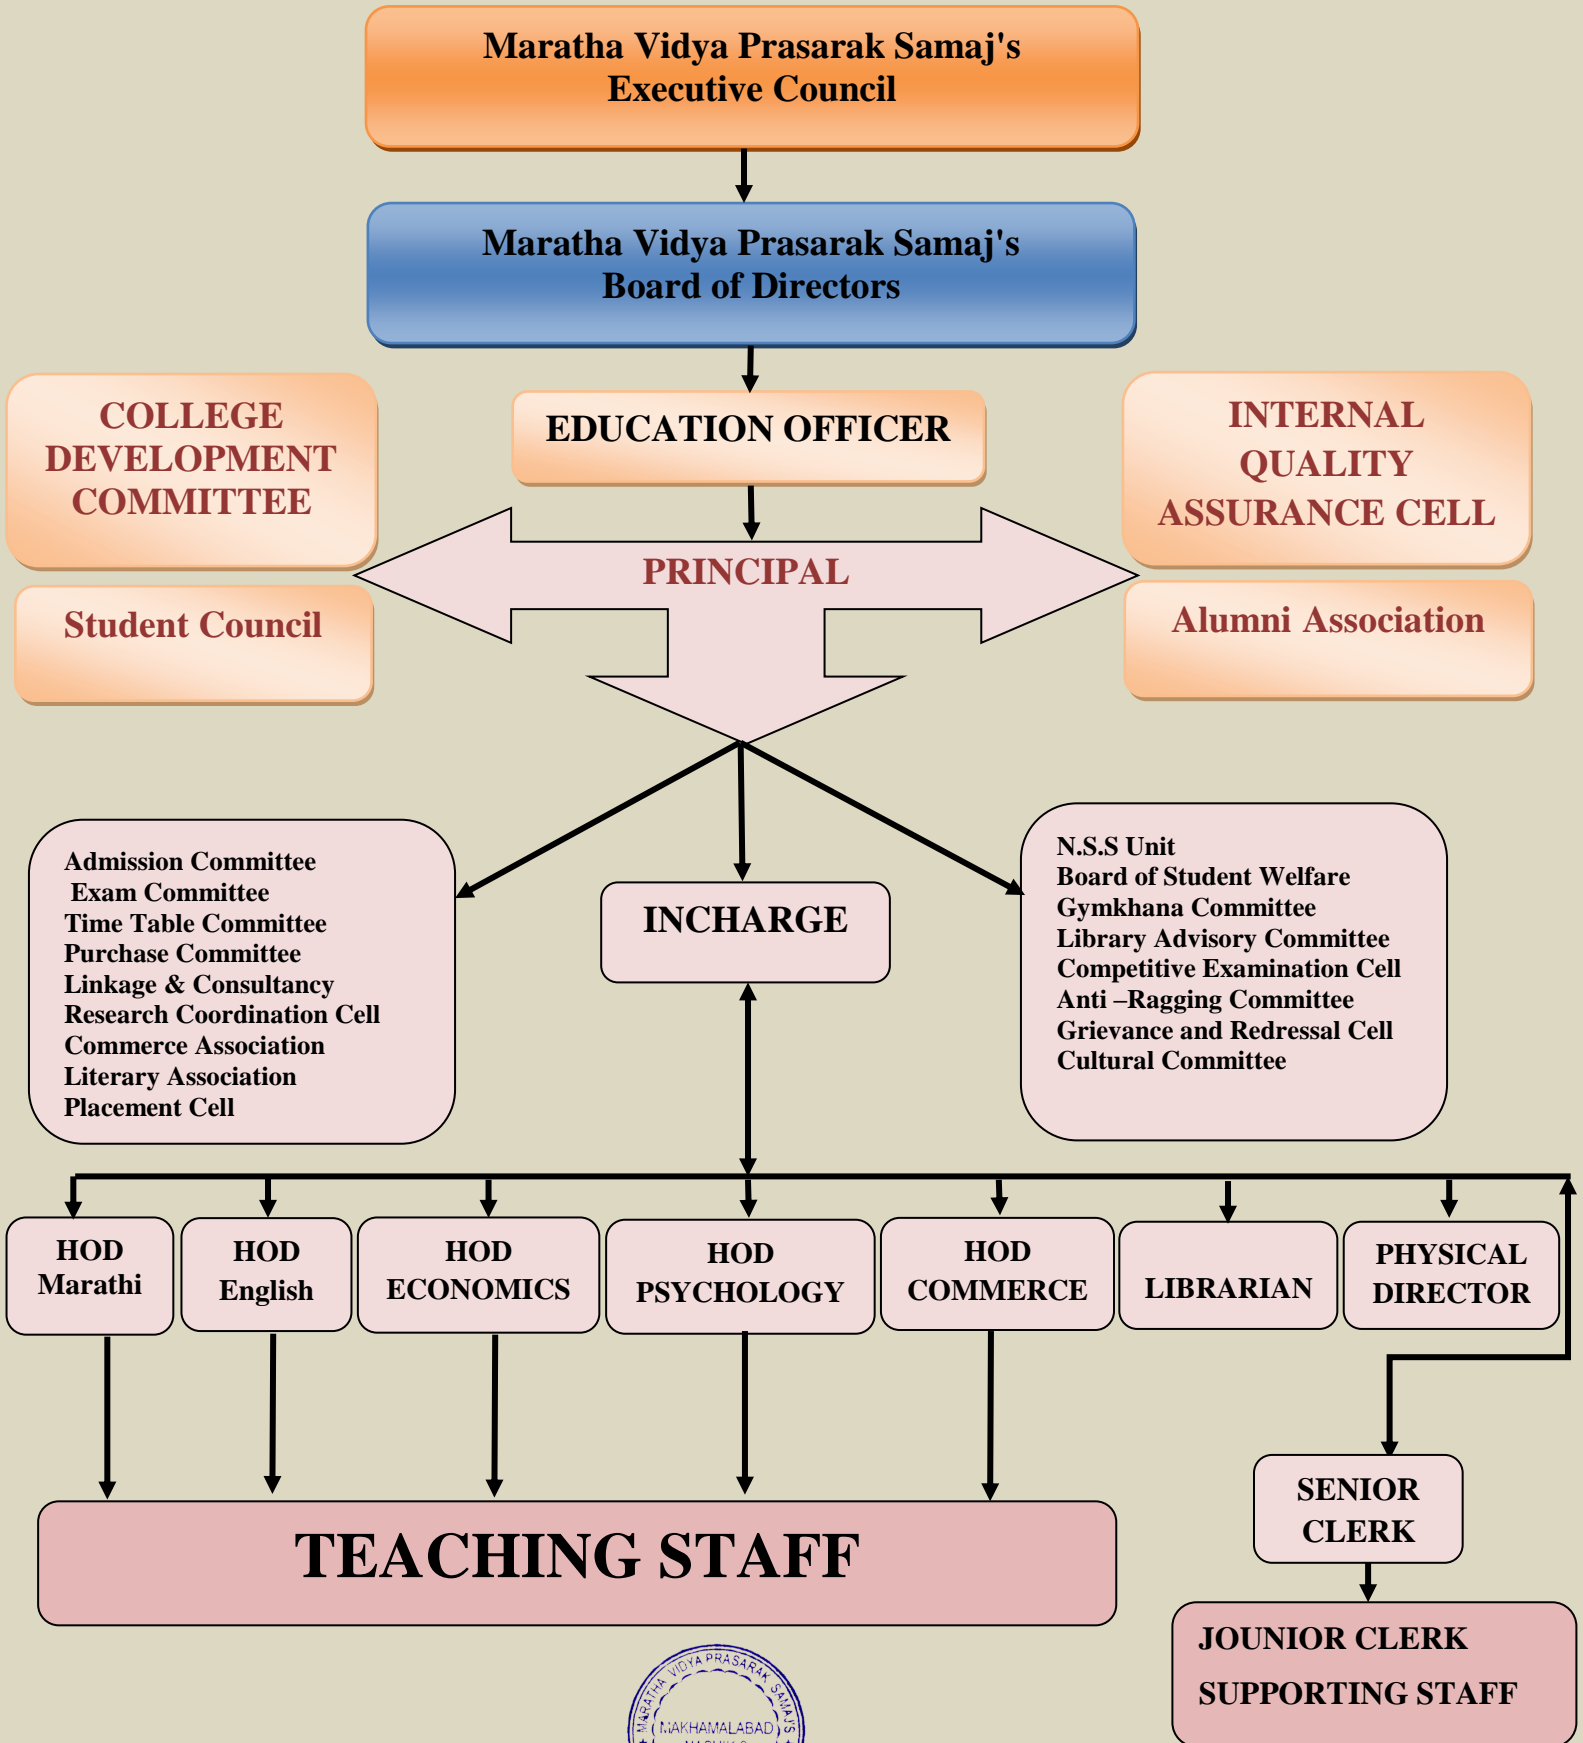 Maratha Vidya Prasarak Samaj's
Executive Council
Maratha Vidya Prasarak Samaj's
Board of Directors
COLLEGE
DEVELOPMENT
COMMITTEE
EDUCATION OFFICER
INTERNAL
QUALITY
ASSURANCE CELL
PRINCIPAL
Student Council
Alumni Association
Admission Committee
Exam Committee
Time Table Committee
Purchase Committee
Linkage & Consultancy
Research Coordination Cell
Commerce Association
Literary Association
Placement Cell
INCHARGE
N.S.S Unit
Board of Student Welfare
Gymkhana Committee
Library Advisory Committee
Competitive Examination Cell
Anti –Ragging Committee
Grievance and Redressal Cell
Cultural Committee
HOD
Marathi
HOD
English
HOD
ECONOMICS
HOD
PSYCHOLOGY
HOD
COMMERCE
LIBRARIAN
PHYSICAL
DIRECTOR
TEACHING STAFF
SENIOR
CLERK
JOUNIOR CLERK
SUPPORTING STAFF
MARATHA VIDYA PRASARAK SAMAJ'S
MAKHAMALABAD